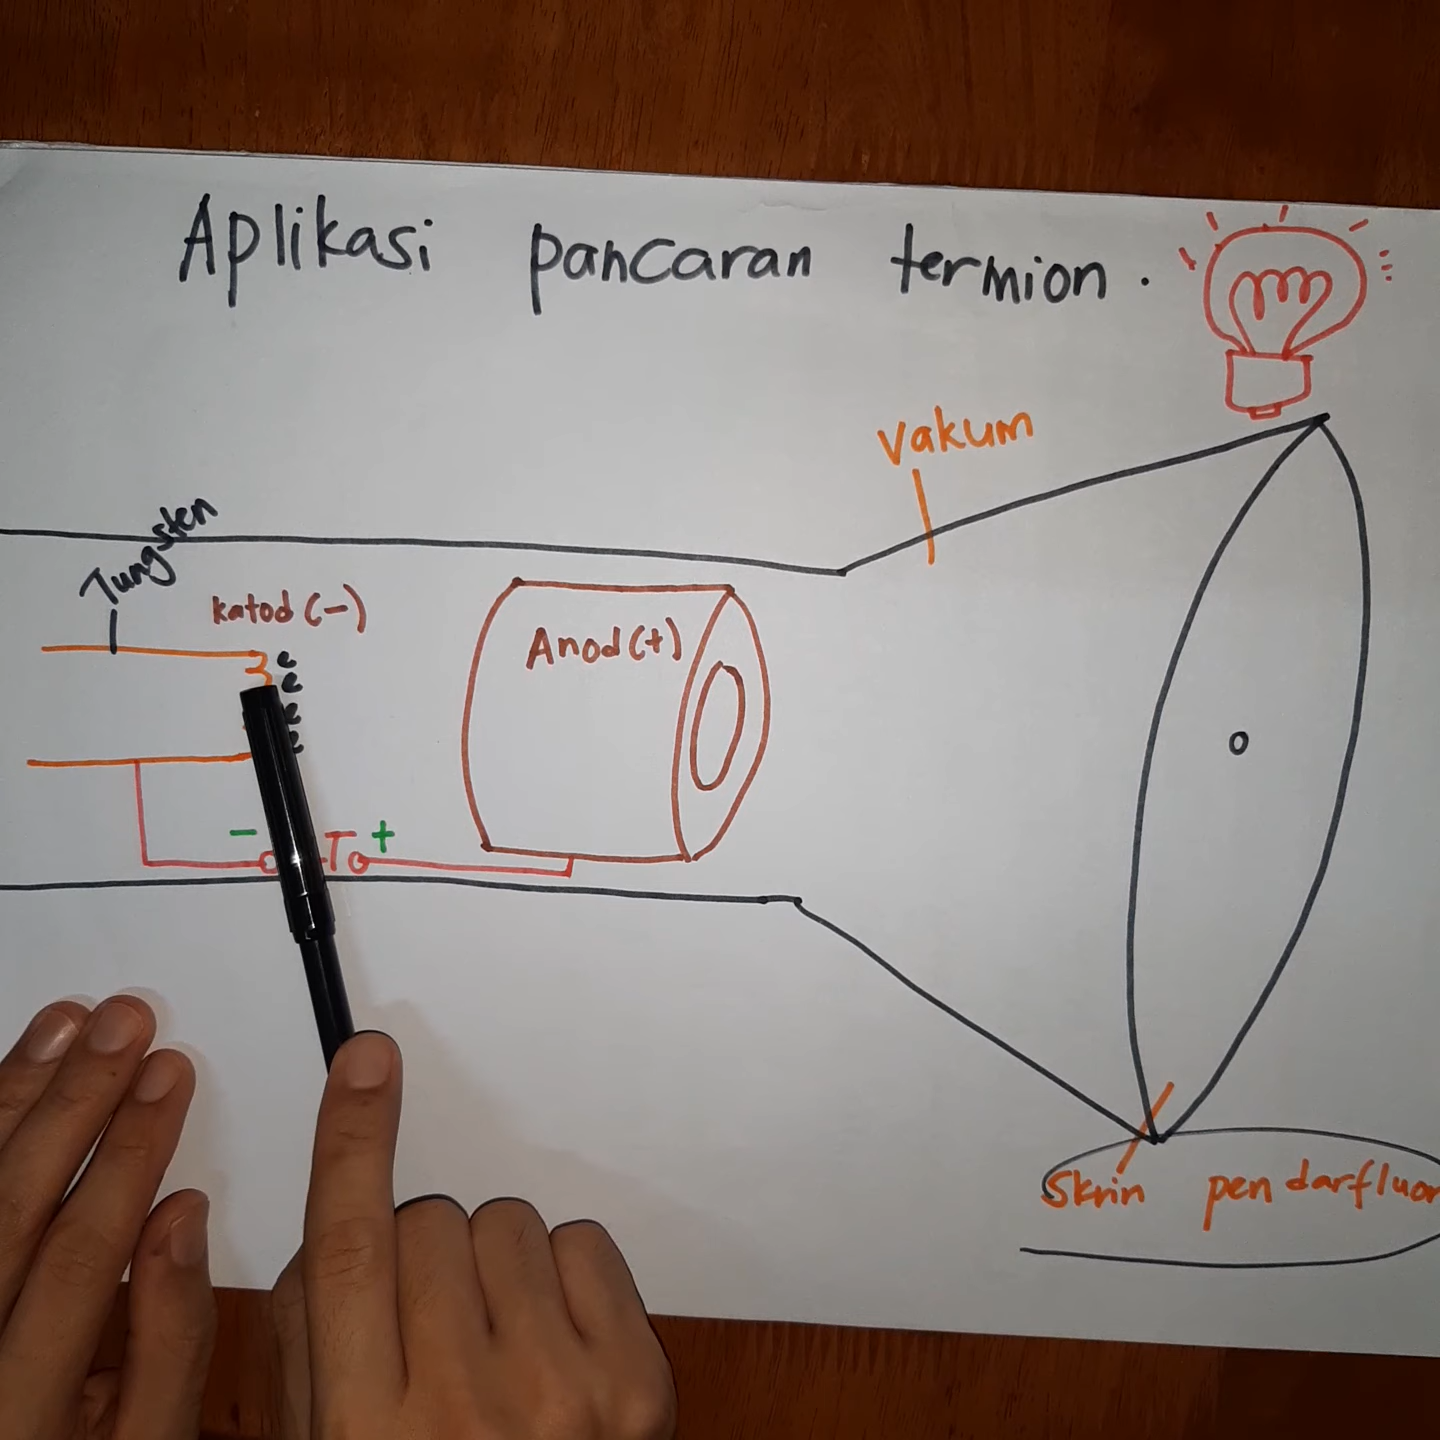 Aplikasi pancaran termion.
Vakum
Tungsten
Katod (-)
Anod (+)
e
e
e
e
- T +
Skrin pendarfluor